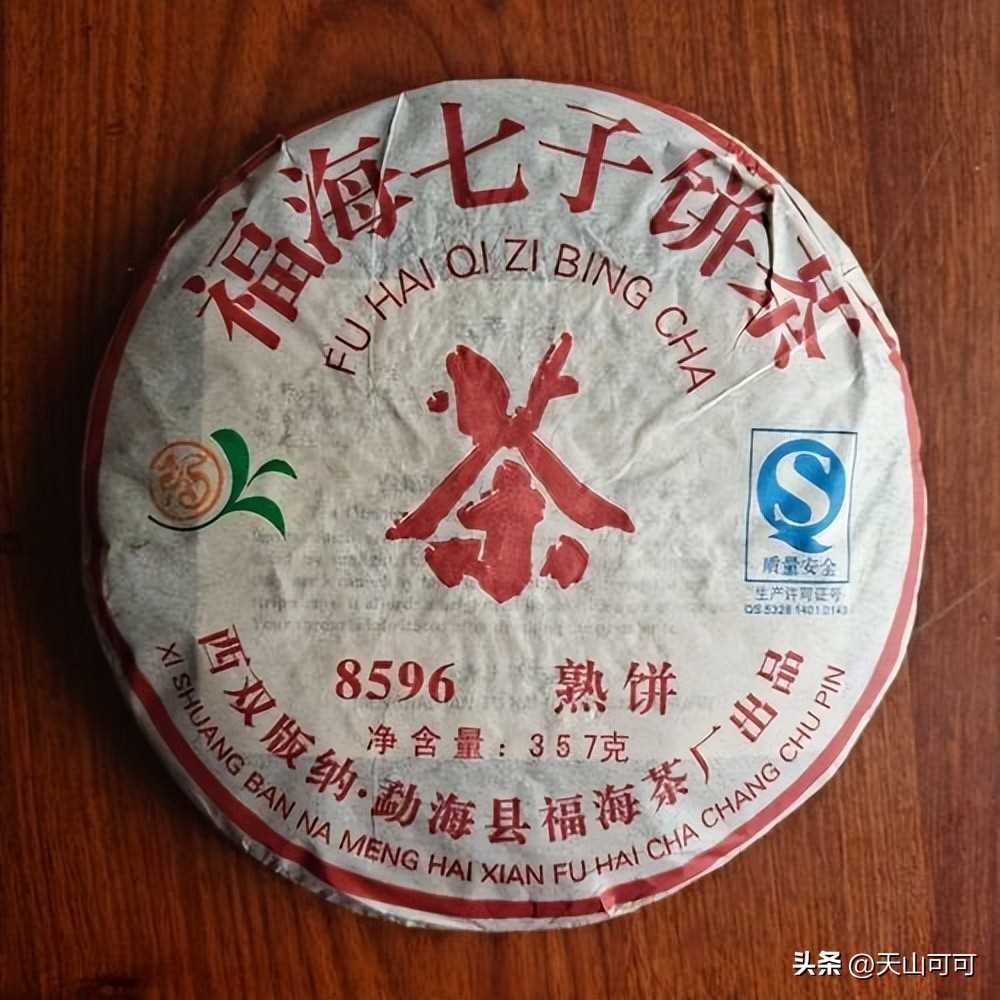 福海七子饼茶
FU HAI QI ZI BING CHA
茶
质量安全
生产许可证号
QS 5328 1401 0143
8596 熟饼
净含量:357克
西双版纳·勐海县福海茶厂出品
XI SHUANG BAN NA MENG HAI XIAN FU HAI CHA CHANG CHU PIN
头条 @天山可可